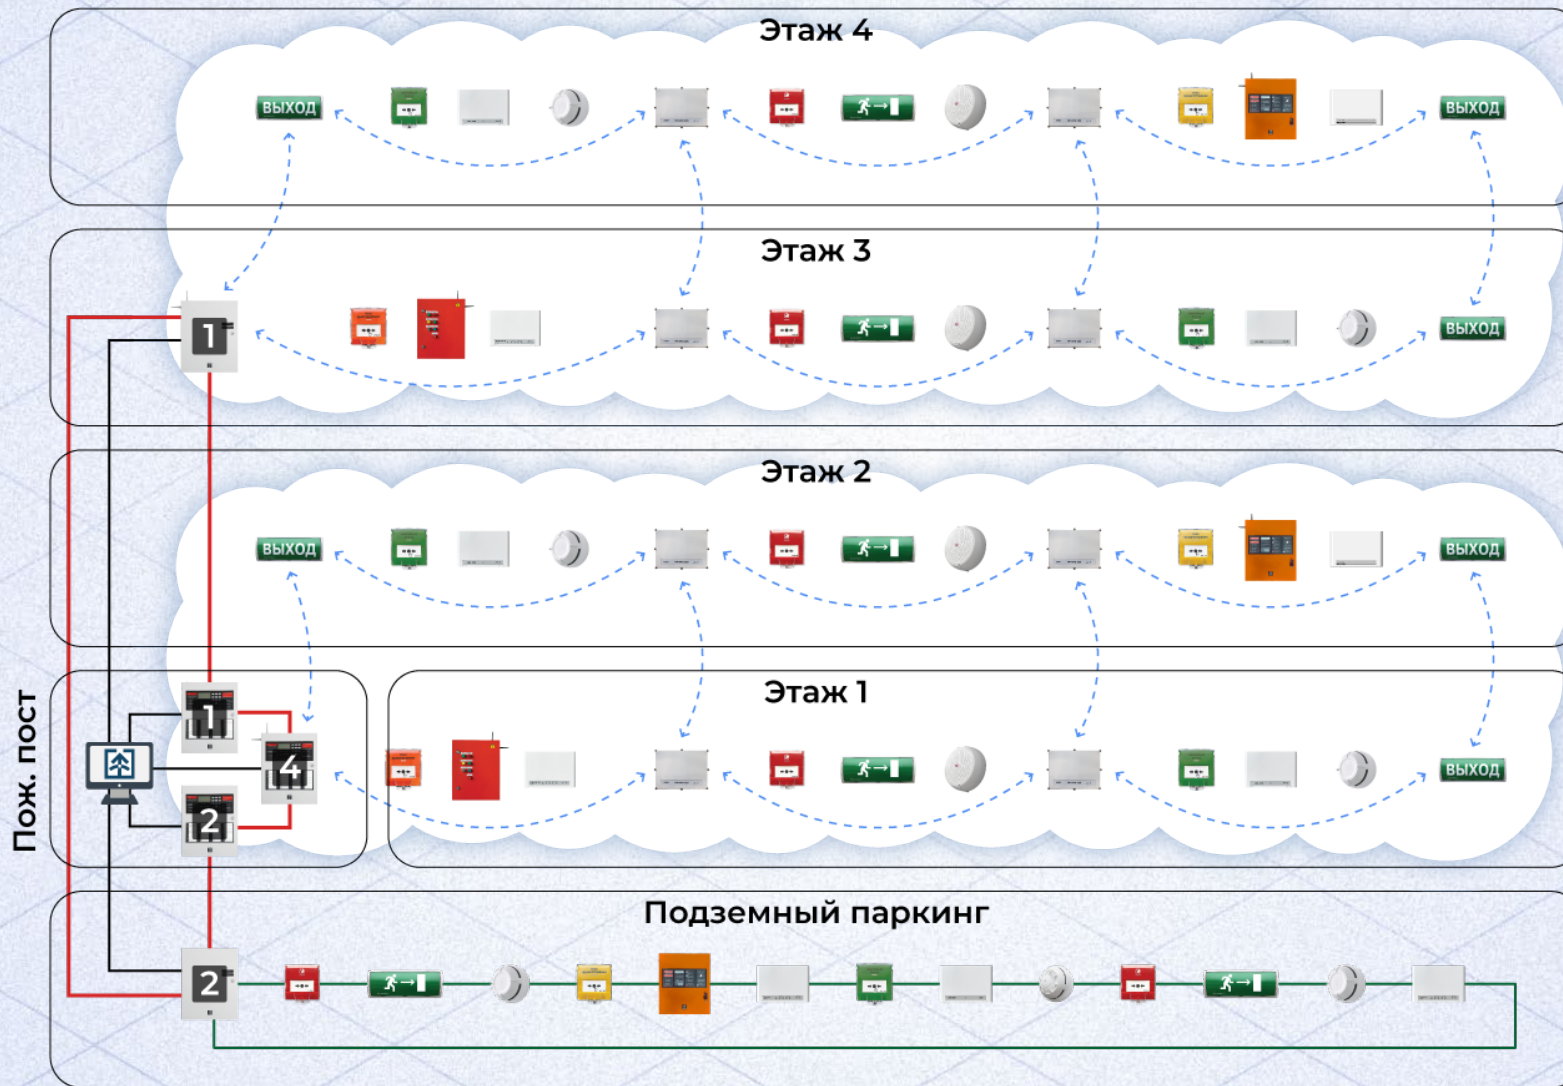 Этаж 4
ВЫХОД
ВЫХОД
Этаж 3
1
ВЫХОД
Этаж 2
ВЫХОД
ВЫХОД
Пож. пост
1
4
2
Этаж 1
ВЫХОД
Подземный паркинг
2